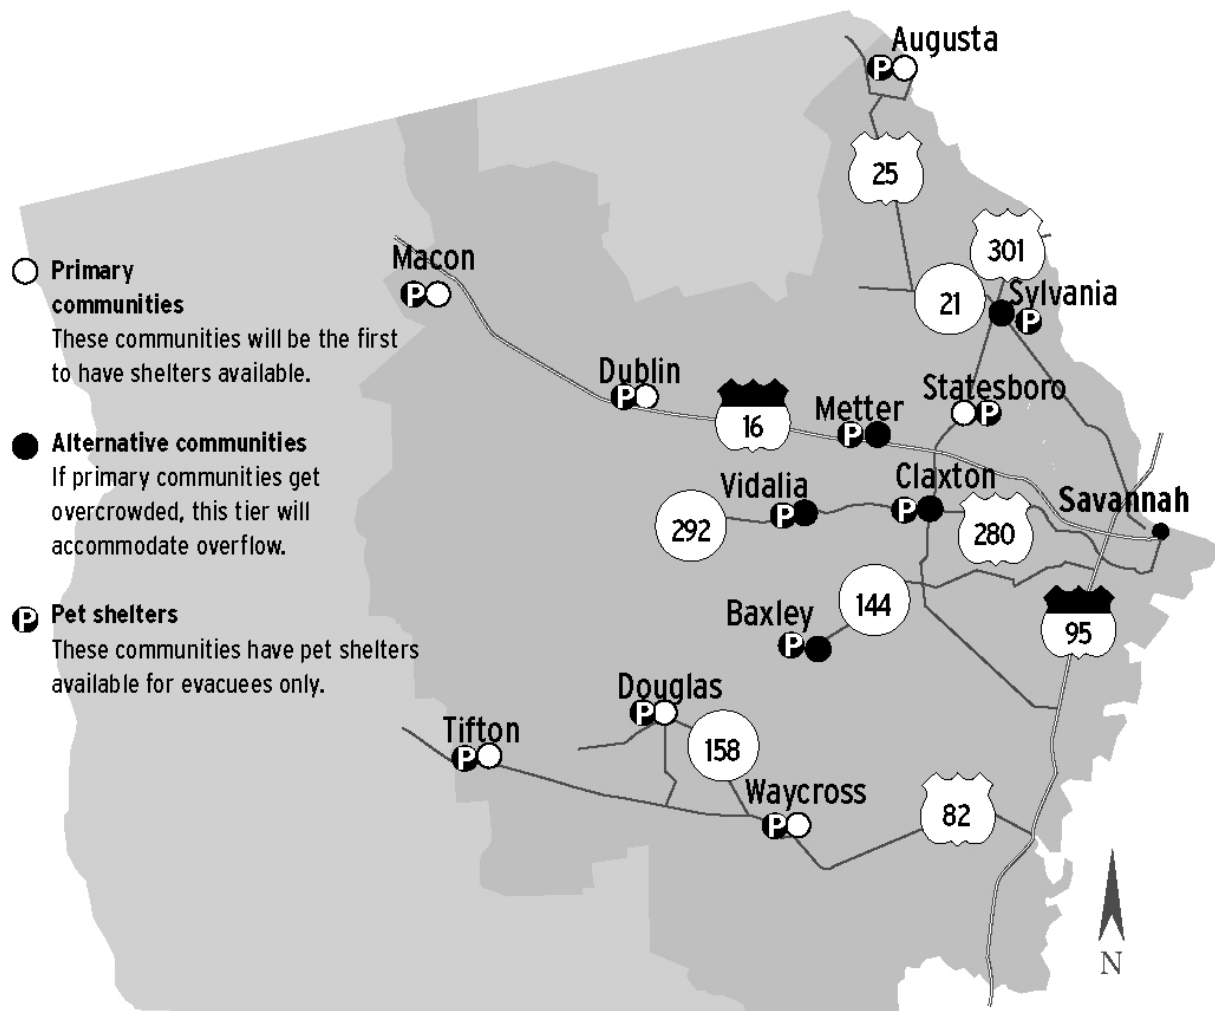 Augusta
P
25
301
Macon
P
21
Sylvania
P
Primary
communities
These communities will be the first
to have shelters available.
Dublin
P
16
Metter
P
Statesboro
P
Alternative communities
If primary communities get
overcrowded, this tier will
accommodate overflow.
Vidalia
P
Claxton
P
Savannah
292
280
P
Pet shelters
These communities have pet shelters
available for evacuees only.
Baxley
P
144
95
Douglas
P
Tifton
P
158
Waycross
P
82
N